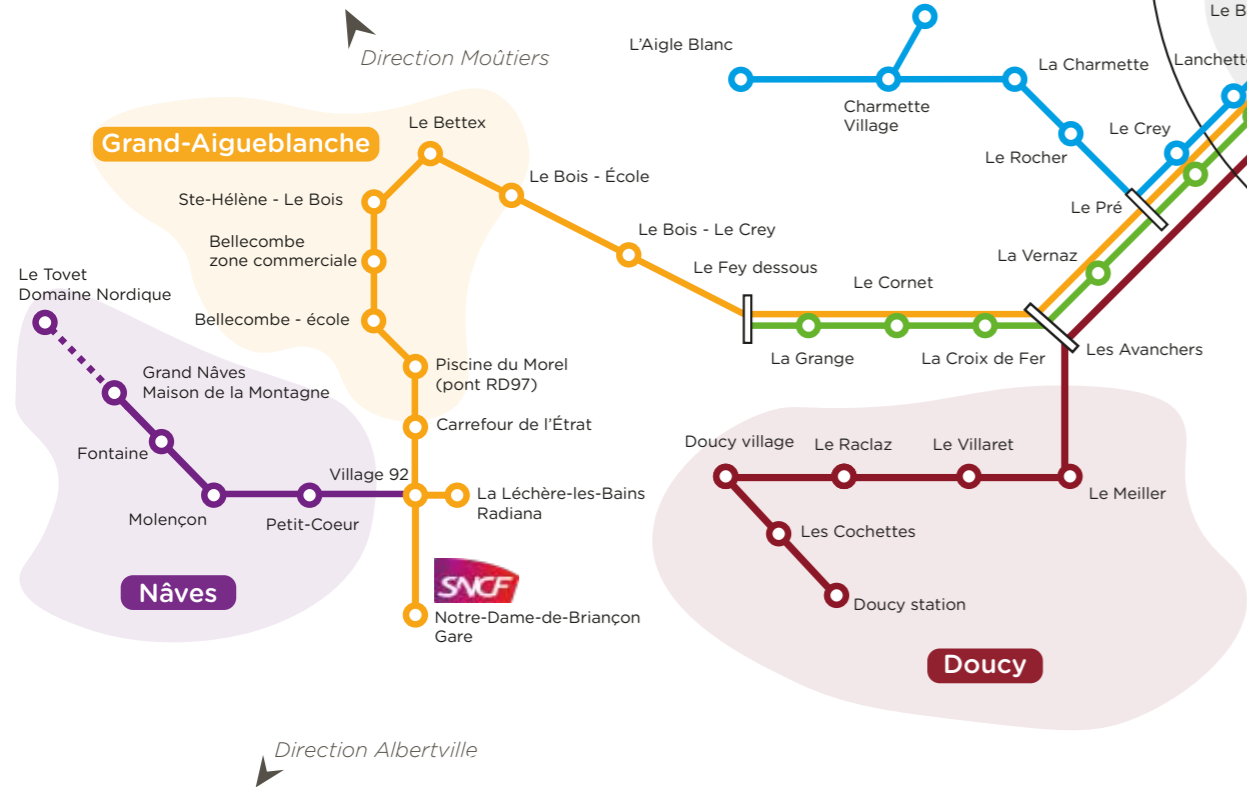 Le B
Direction Moûtiers
L'Aigle Blanc
La Charmette
Lanchette
Charmette
Village
Le Bettex
Le Crey
Grand-Aigueblanche
Le Rocher
Le Bois - École
Ste-Hélène - Le Bois
Le Pré
Bellecombe
zone commerciale
Le Bois - Le Crey
La Vernaz
Le Fey dessous
Le Tovet
Domaine Nordique
Le Cornet
Bellecombe - école
La Grange
La Croix de Fer
Les Avanchers
Piscine du Morel
(pont RD97)
Grand Nâves
Maison de la Montagne
Carrefour de l'Étrat
Fontaine
Doucy village
Le Raclaz
Le Villaret
Village 92
La Léchère-les-Bains
Radiana
Le Meiller
Molençon
Petit-Coeur
Les Cochettes
SNCF
Nâves
Doucy station
Notre-Dame-de-Briançon
Gare
Doucy
Direction Albertville